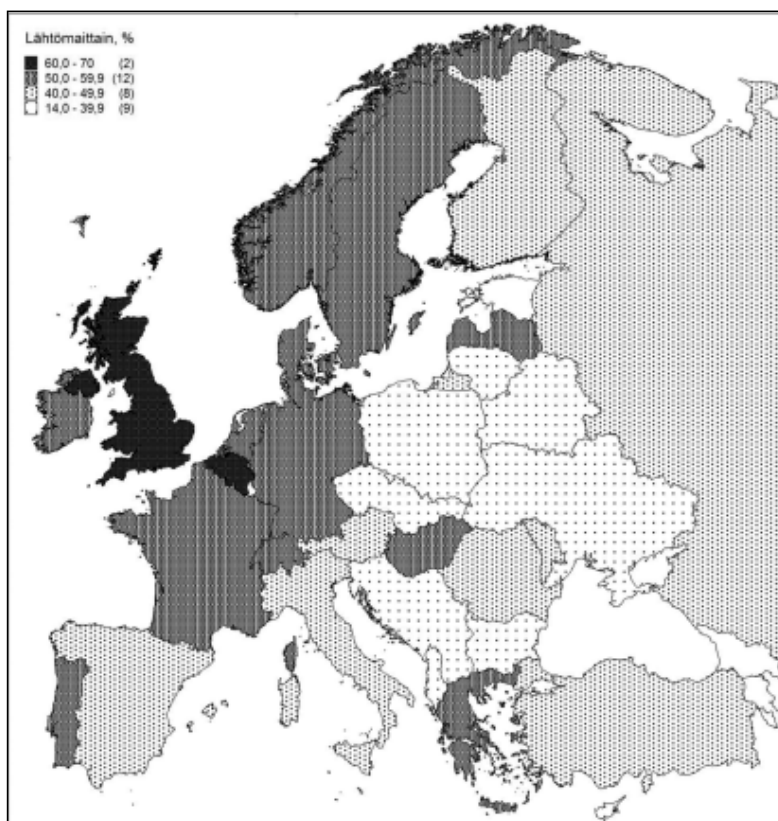 Lähtömaittain, %
60,0 - 70 (2)
50,0 - 59,9 (12)
40,0 - 49,9 (8)
14,0 - 39,9 (9)